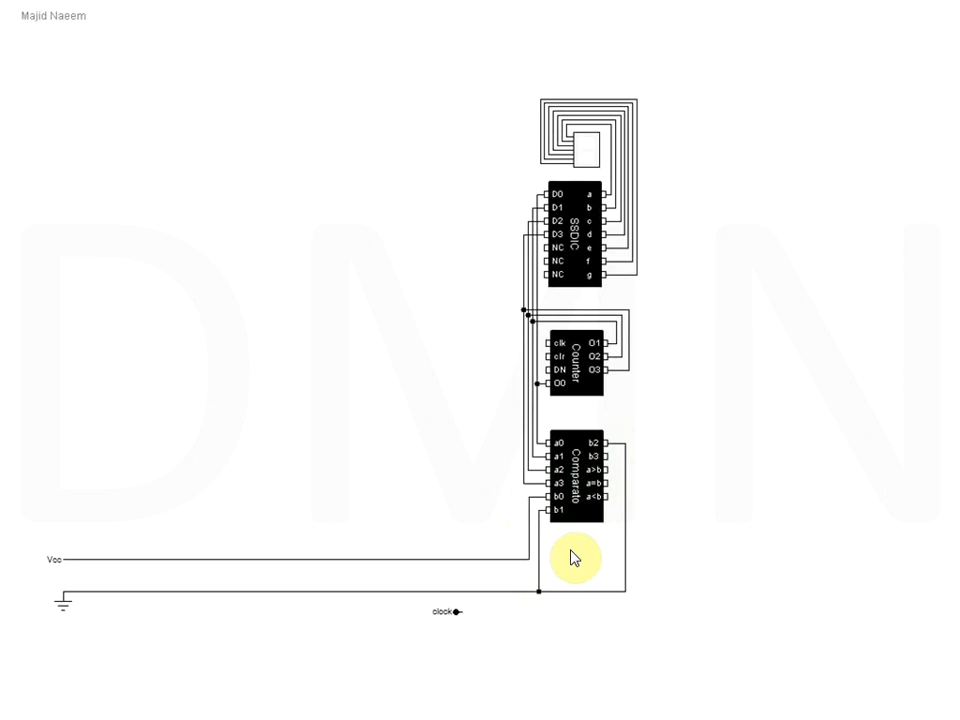 Majid Naeem
DMN
D0 a
D1 b
D2 c
D3 d
NC e
NC f
NC g
SSDIC
clk O1
clr O2
DN O3
O0
Counter
a0 b2
a1 b3
a2 a>b
a3 a=b
b0 a<b
b1
Comparato
Vcc
clock